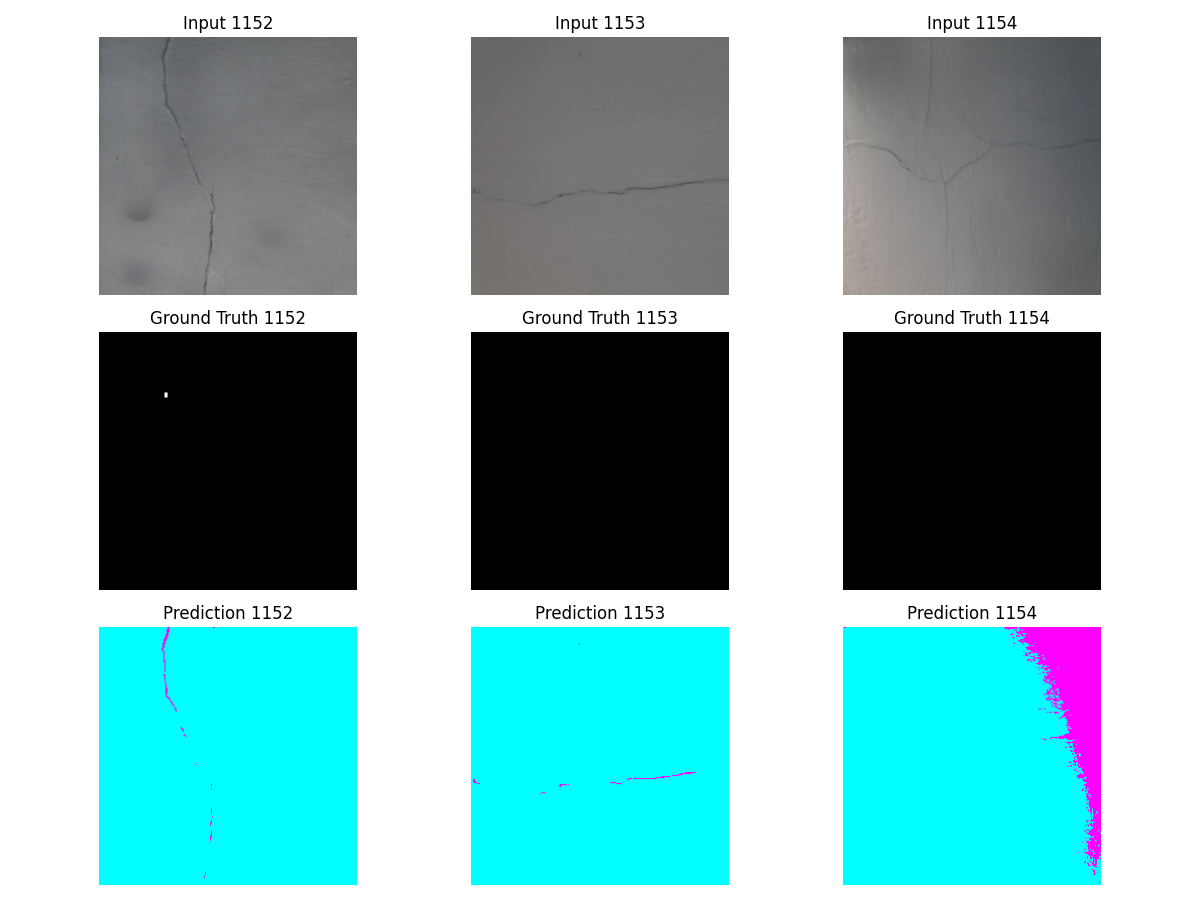 Input 1152
Input 1153
Input 1154
Ground Truth 1152
Ground Truth 1153
Ground Truth 1154
Prediction 1152
Prediction 1153
Prediction 1154